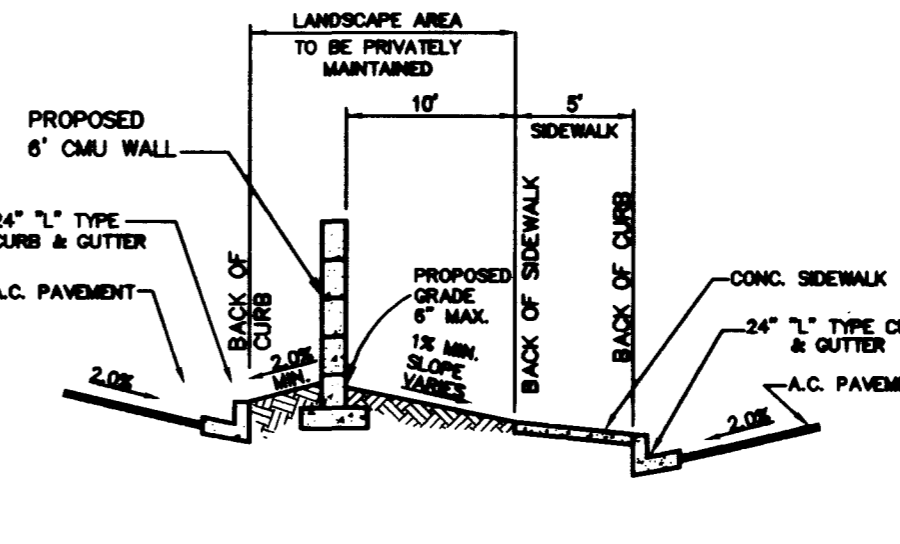 LANDSCAPE AREA
TO BE PRIVATELY
MAINTAINED
10'
5'
SIDEWALK
PROPOSED
6' CMU WALL
24" "L" TYPE
CURB & GUTTER
A.C. PAVEMENT
BACK OF
CURB
PROPOSED
GRADE
6" MAX.
1% MIN.
SLOPE
VARIES
2.0%
MIN.
2.0%
BACK OF SIDEWALK
BACK OF CURB
CONC. SIDEWALK
24" "L" TYPE C
& GUTTER
A.C. PAVEME
2.0%